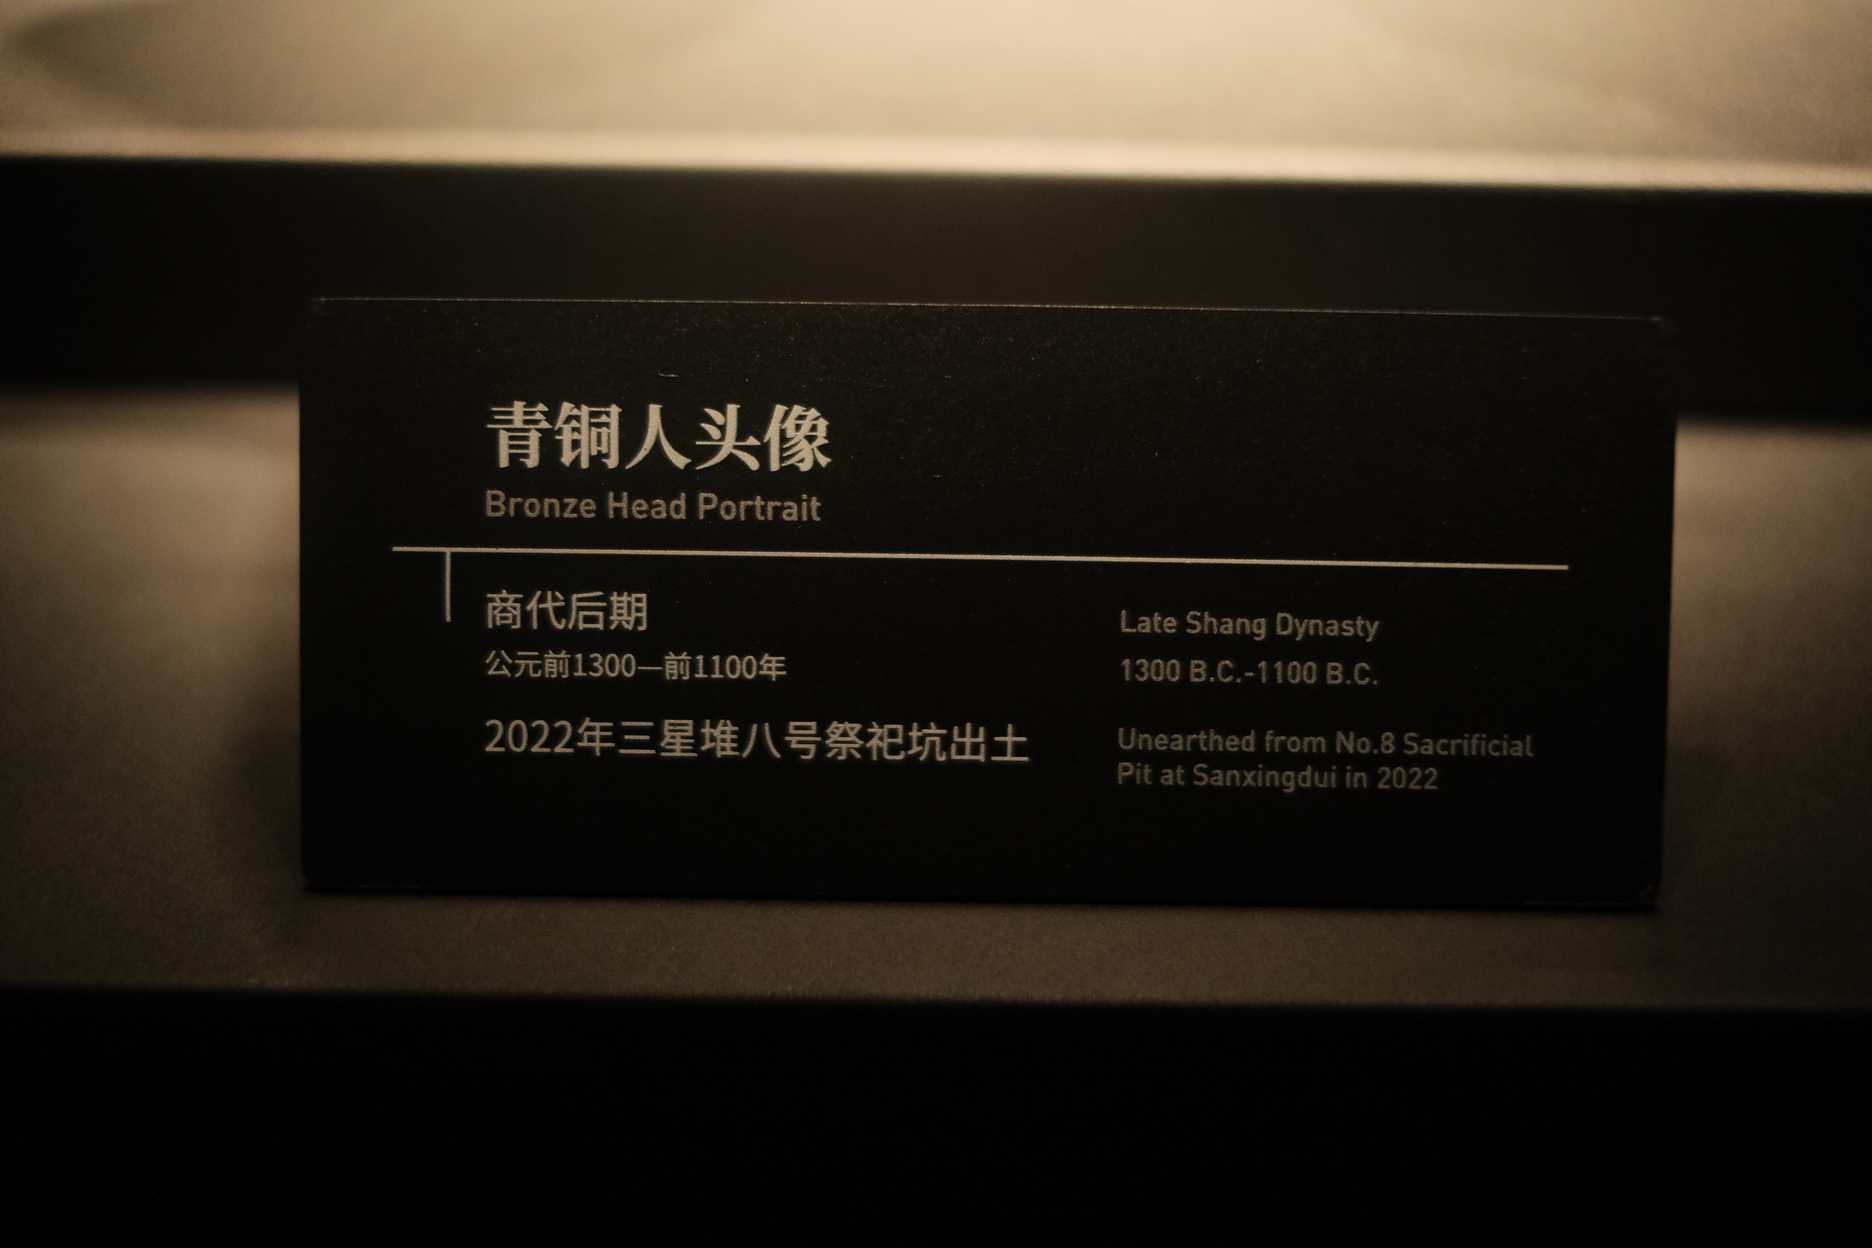 青铜人头像
Bronze Head Portrait
商代后期
公元前1300—前1100年
2022年三星堆八号祭祀坑出土
Late Shang Dynasty
1300 B.C.-1100 B.C.
Unearthed from No.8 Sacrificial
Pit at Sanxingdui in 2022